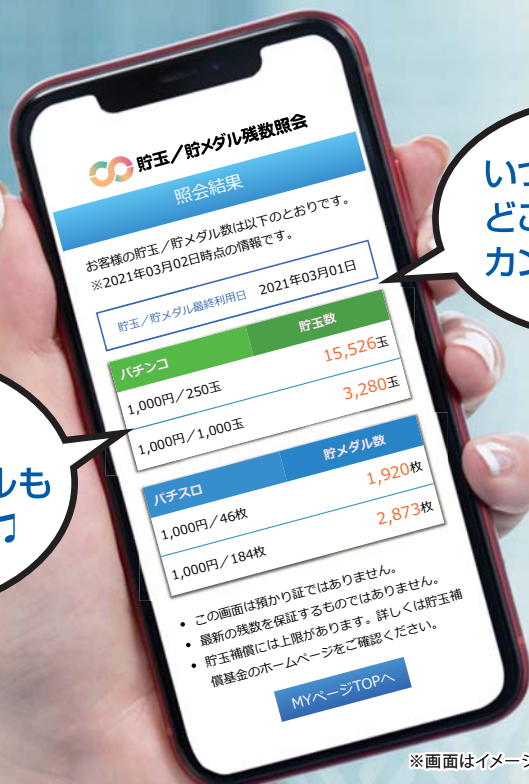 貯玉／貯メダル残数照会
照会結果
お客様の貯玉／貯メダル数は以下のとおりです。
※2021年03月02日時点の情報です。
貯玉／貯メダル最終利用日 2021年03月01日
パチンコ 貯玉数
1,000円／250玉 15,526玉
1,000円／1,000玉 3,280玉
パチスロ 貯メダル数
1,000円／46枚 1,920枚
1,000円／184枚 2,873枚
• この画面は預かり証ではありません。
• 最新の残数を保証するものではありません。
• 貯玉補償には上限があります。詳しくは貯玉補
償基金のホームページをご確認ください。
MYページTOPへ
いつ
どこ
カン
ルも
♫
※画面はイメージ